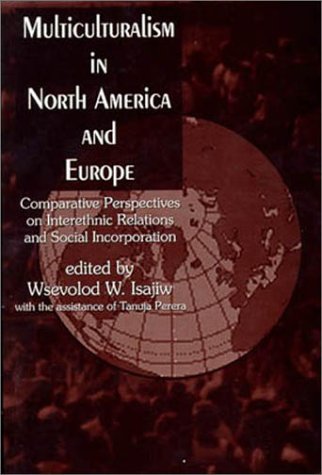 Multiculturalism
in
North America
and
Europe
Comparative Perspectives
on Interethnic Relations
and Social Incorporation
edited by
Wsevolod W. Isajiw
with the assistance of Tanuja Perera